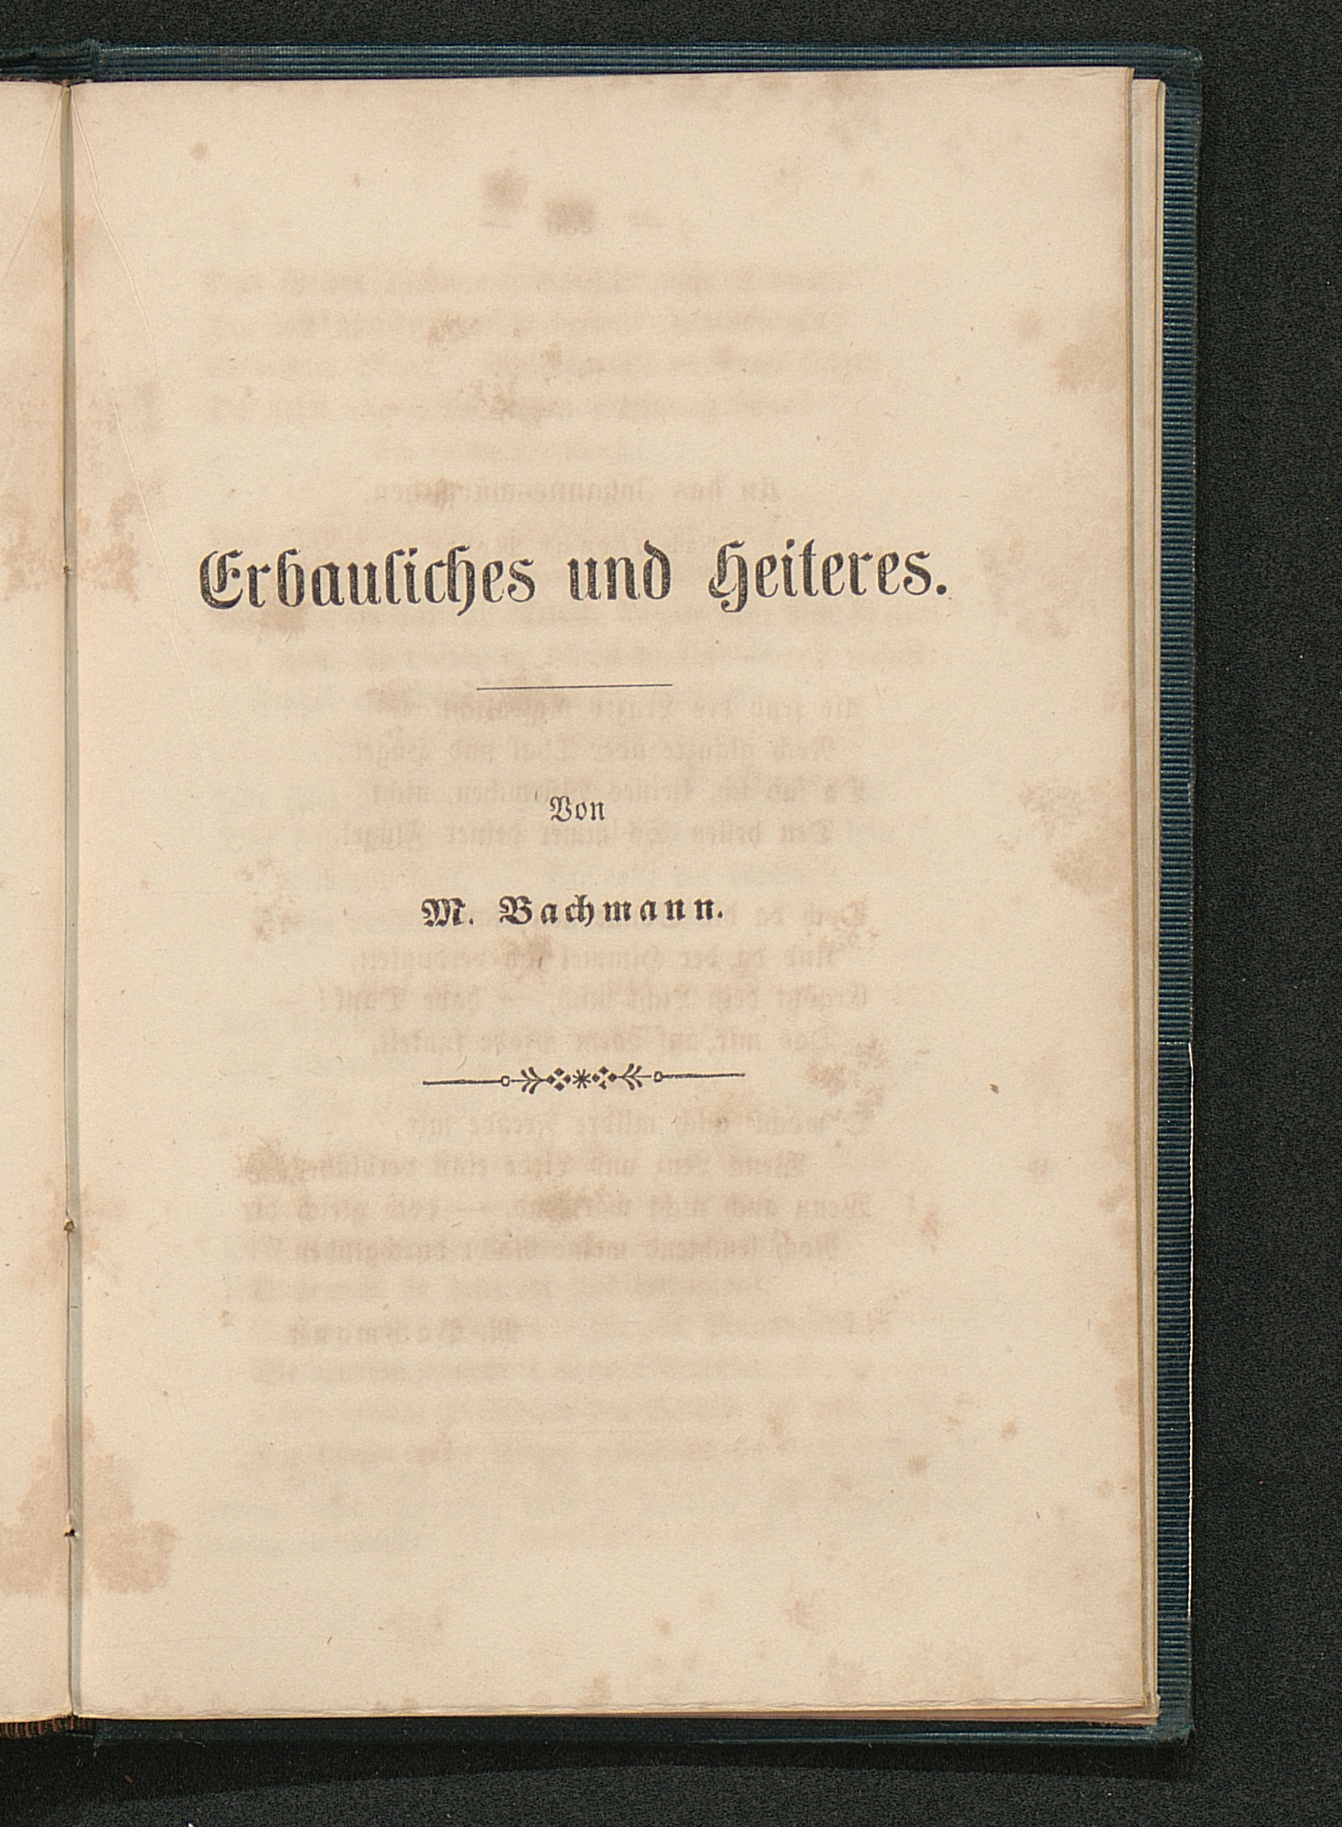 Erbauliches und Heiteres.
Von
M. Bachmann.